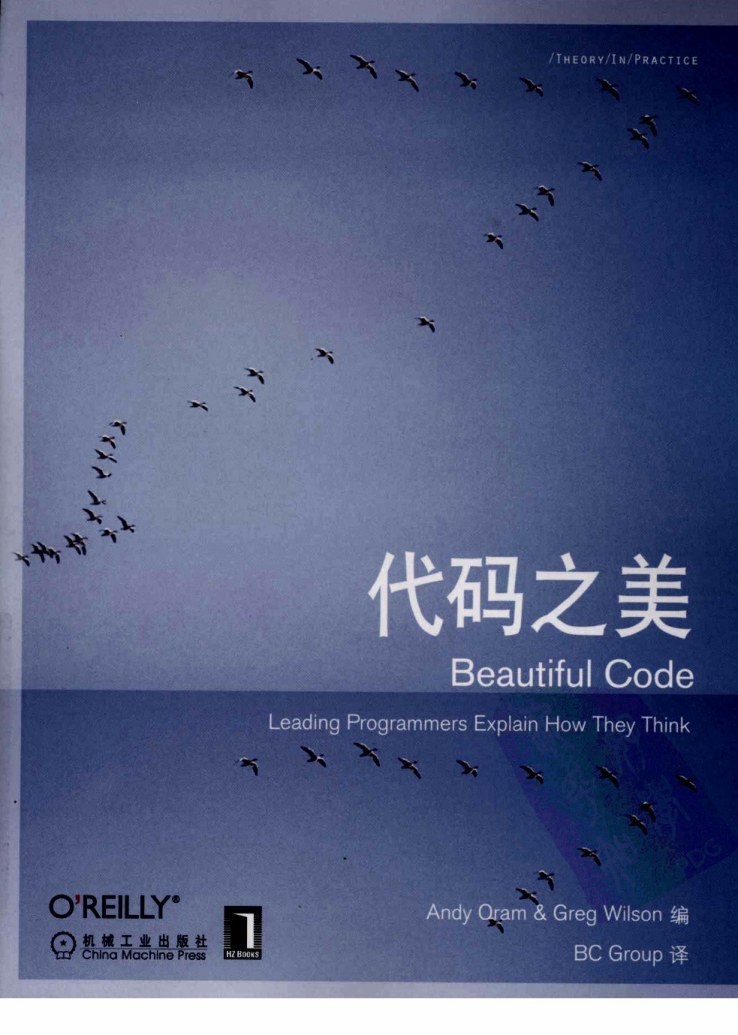 /THEORY/IN/PRACTICE
代码之美
Beautiful Code
Leading Programmers Explain How They Think
O'REILLY®
机械工业出版社
China Machine Press
HZ BOOKS
Andy Oram & Greg Wilson 编
BC Group 译